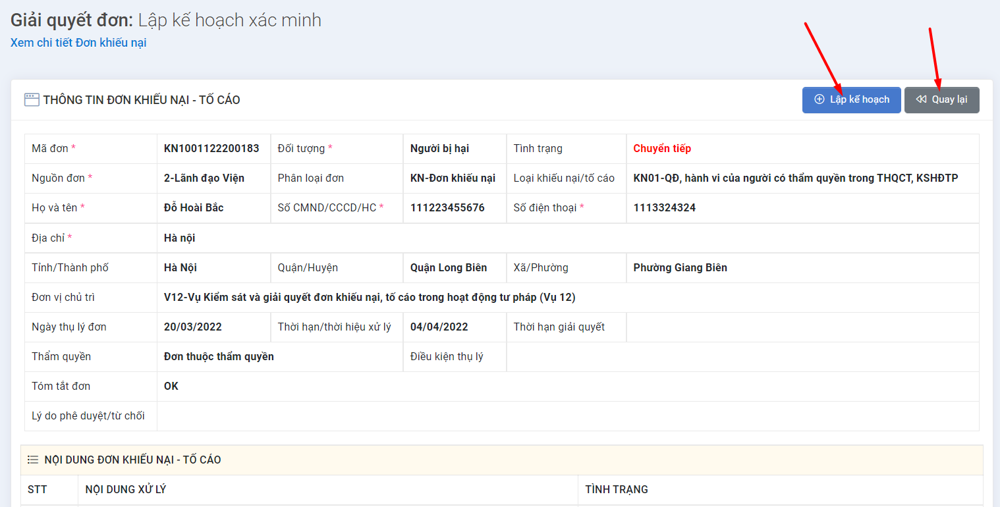 Giải quyết đơn: Lập kế hoạch xác minh
Xem chi tiết Đơn khiếu nại
THÔNG TIN ĐƠN KHIẾU NẠI - TỐ CÁO
Lập kế hoạch
Quay lại
Mã đơn * KN1001122200183 Đối tượng * Người bị hại Tình trạng Chuyển tiếp
Nguồn đơn * 2-Lãnh đạo Viện Phân loại đơn KN-Đơn khiếu nại Loại khiếu nại/tố cáo KN01-QĐ, hành vi của người có thẩm quyền trong THQCT, KSHĐTP
Họ và tên * Đỗ Hoài Bắc Số CMND/CCCD/HC * 111223455676 Số điện thoại * 1113324324
Địa chỉ * Hà nội
Tỉnh/Thành phố Hà Nội Quận/Huyện Quận Long Biên Xã/Phường Phường Giang Biên
Đơn vị chủ trì V12-Vụ Kiểm sát và giải quyết đơn khiếu nại, tố cáo trong hoạt động tư pháp (Vụ 12)
Ngày thụ lý đơn 20/03/2022 Thời hạn/thời hiệu xử lý 04/04/2022 Thời hạn giải quyết
Thẩm quyền Đơn thuộc thẩm quyền Điều kiện thụ lý
Tóm tắt đơn OK
Lý do phê duyệt/từ chối
NỘI DUNG ĐƠN KHIẾU NẠI - TỐ CÁO
STT NỘI DUNG XỬ LÝ TÌNH TRẠNG